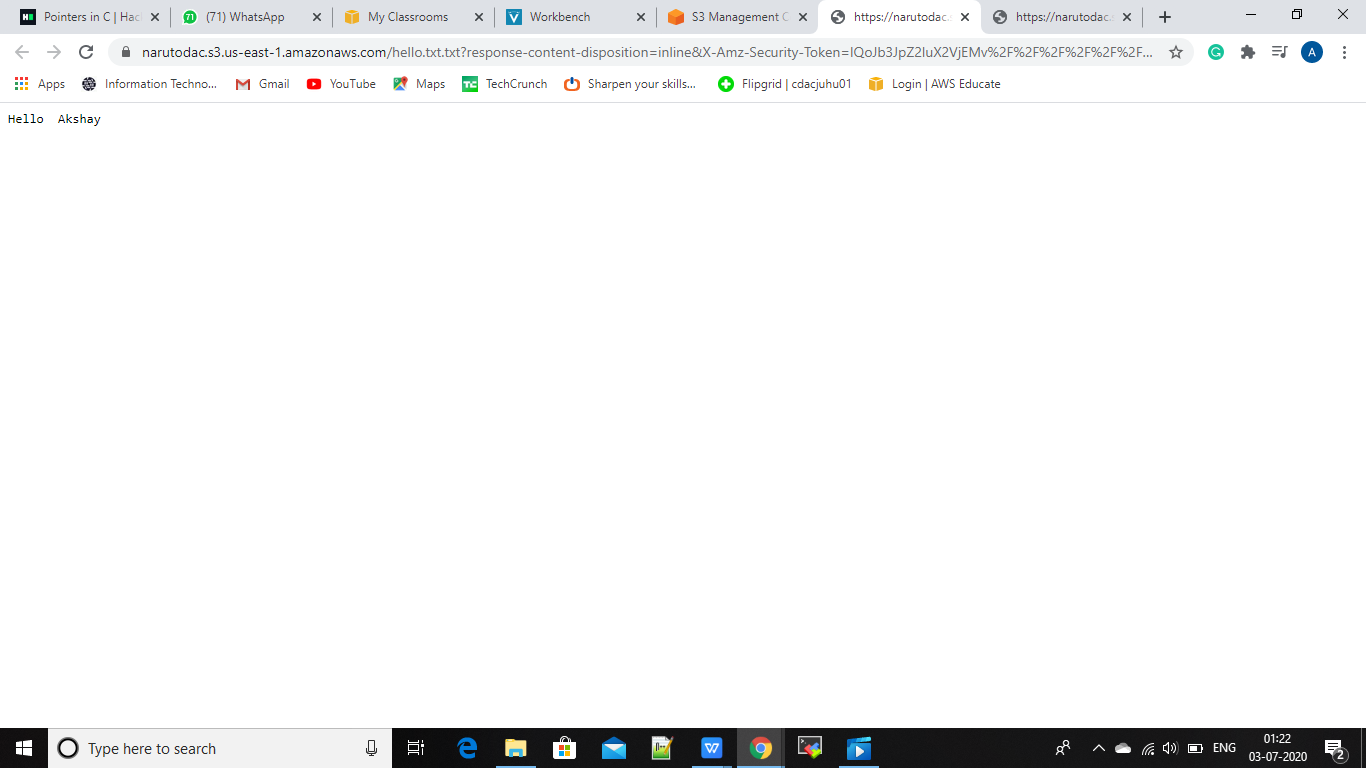 Pointers in C | Hac
(71) WhatsApp
My Classrooms
Workbench
S3 Management C
https://narutodac.s
https://narutodac.s
narutodac.s3.us-east-1.amazonaws.com/hello.txt.txt?response-content-disposition=inline&X-Amz-Security-Token=IQoJb3JpZ2luX2VjEMv%2F%2F%2F%2F%2F%2F...
A
Apps
Information Techno...
Gmail
YouTube
Maps
TechCrunch
Sharpen your skills...
Flipgrid | cdacjuhu01
Login | AWS Educate
Hello  Akshay
Type here to search
ENG
01:22
03-07-2020
2